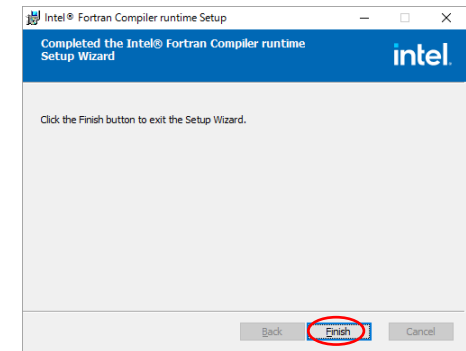 Intel® Fortran Compiler runtime Setup
Completed the Intel® Fortran Compiler runtime
Setup Wizard
intel.
Click the Finish button to exit the Setup Wizard.
Back Finish Cancel